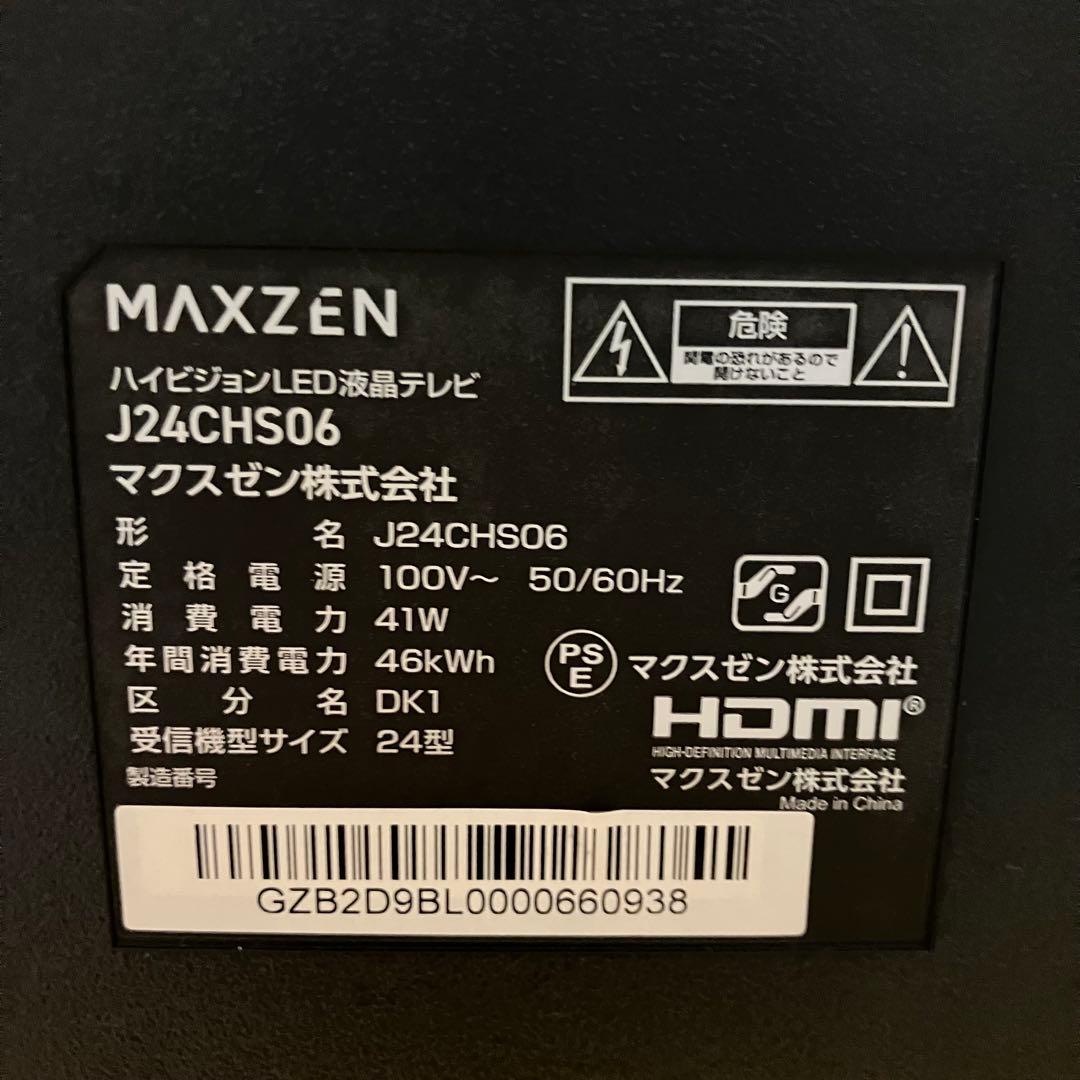 MAXZEN
ハイビジョンLED液晶テレビ
J24CHS06
マクスゼン株式会社
危険
感電の恐れがあるので
開けないこと
形名 J24CHS06
定格電源 100V～ 50/60Hz
消費電力 41W
年間消費電力 46kWh
区分名 DK1
受信機型サイズ 24型
製造番号
G
PS
E
マクスゼン株式会社
HDMI®
HIGH-DEFINITION MULTIMEDIA INTERFACE
マクスゼン株式会社
Made in China
GZB2D9BL0000660938